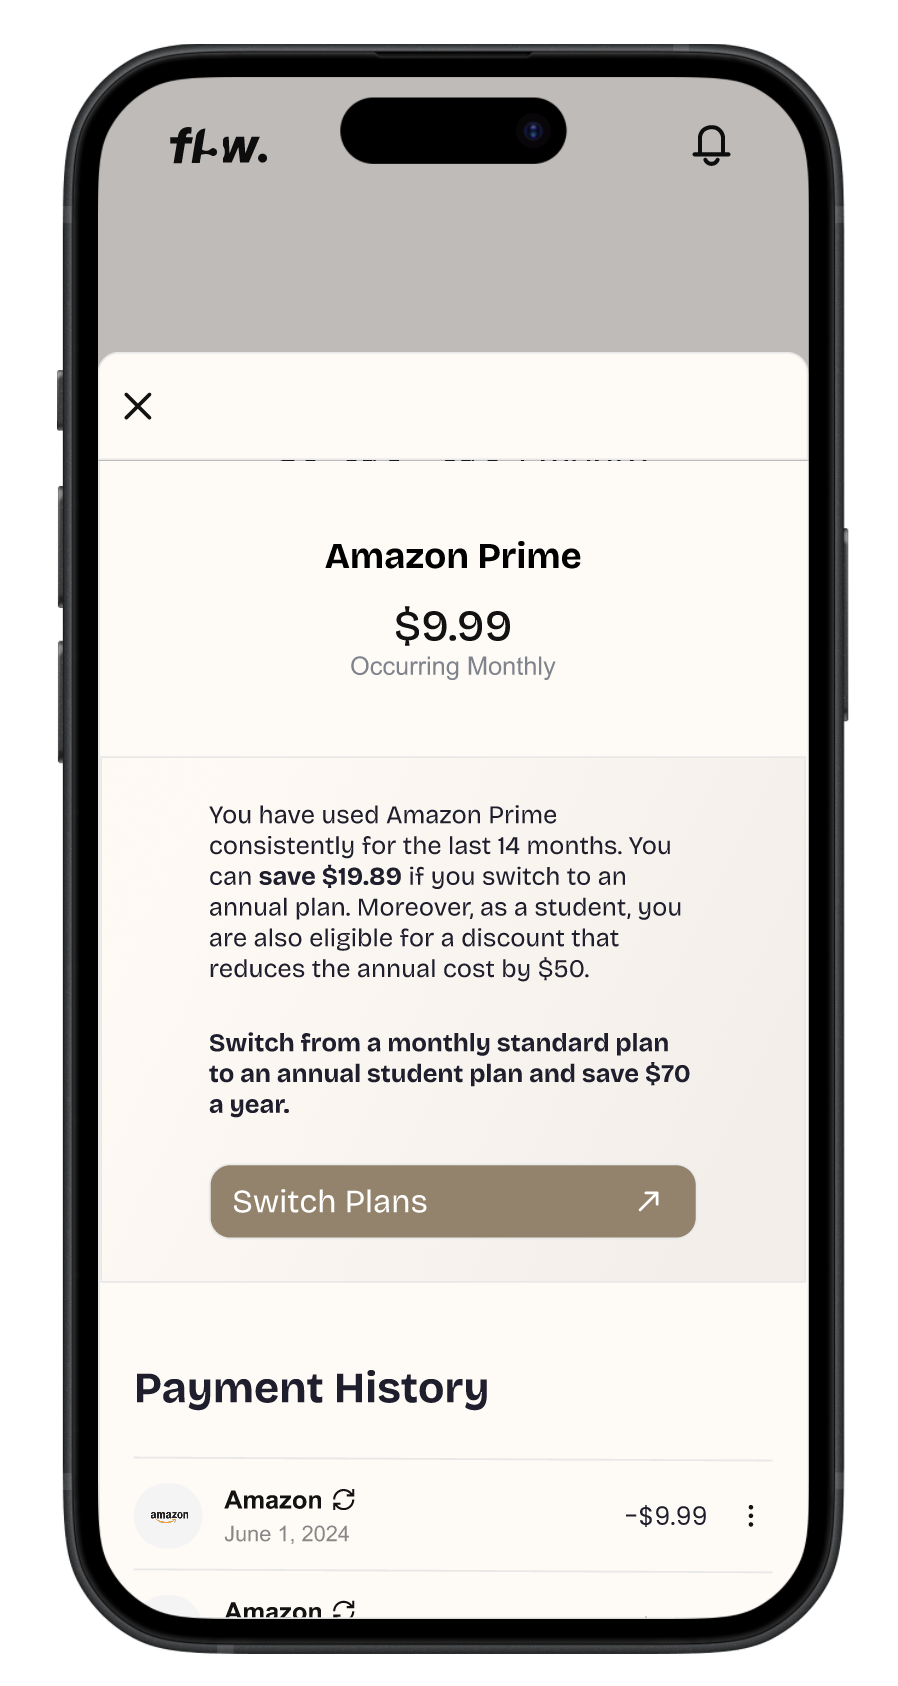 flow.
Amazon Prime
$9.99
Occurring Monthly
You have used Amazon Prime
consistently for the last 14 months. You
can save $19.89 if you switch to an
annual plan. Moreover, as a student, you
are also eligible for a discount that
reduces the annual cost by $50.
Switch from a monthly standard plan
to an annual student plan and save $70
a year.
Switch Plans
Payment History
amazon
Amazon
June 1, 2024
-$9.99
Amazon